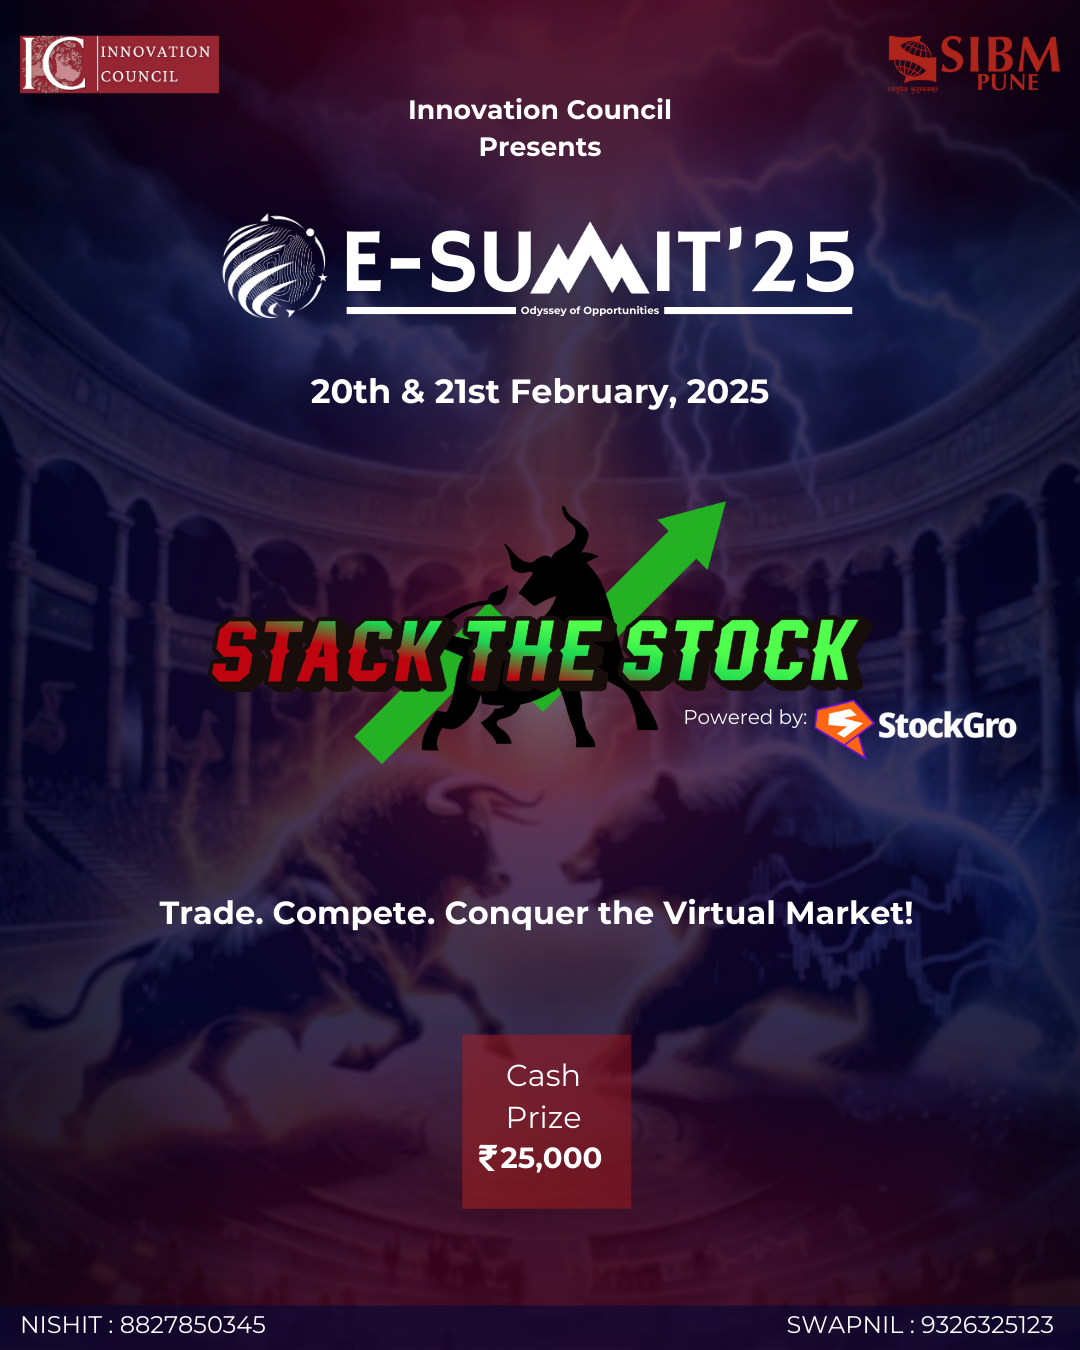 IC INNOVATION
COUNCIL
SIBM
PUNE
Innovation Council
Presents
E-SUMMIT'25
Odyssey of Opportunities
20th & 21st February, 2025
STACK THE STOCK
Powered by: StockGro
Trade. Compete. Conquer the Virtual Market!
Cash
Prize
₹25,000
NISHIT : 8827850345
SWAPNIL : 9326325123